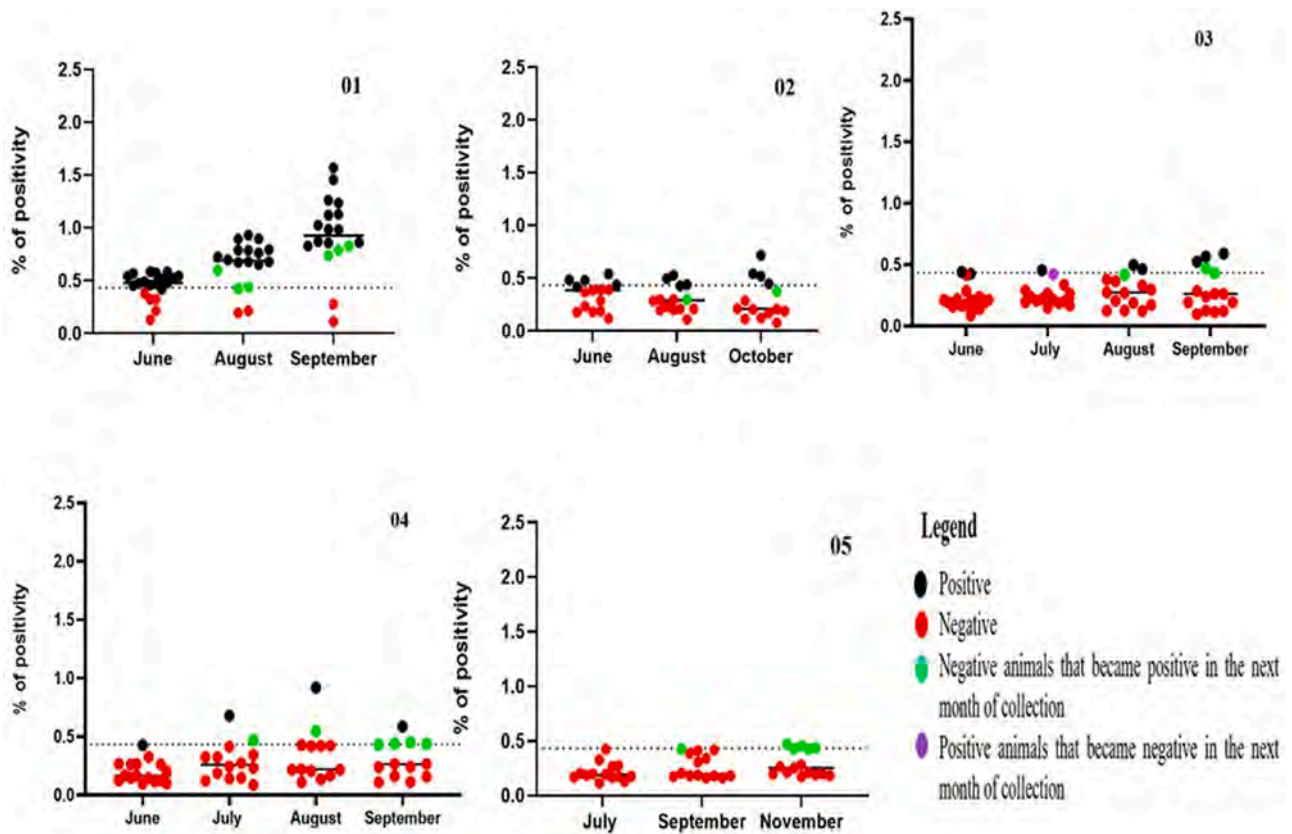 01
% of positivity
2.5
2.0
1.5
1.0
0.5
0.0
June August September
02
% of positivity
2.5
2.0
1.5
1.0
0.5
0.0
June August October
03
% of positivity
2.5
2.0
1.5
1.0
0.5
0.0
June July August September
04
% of positivity
2.5
2.0
1.5
1.0
0.5
0.0
June July August September
05
% of positivity
2.5
2.0
1.5
1.0
0.5
0.0
July September November
Legend
Positive
Negative
Negative animals that became positive in the next
month of collection
Positive animals that became negative in the next
month of collection